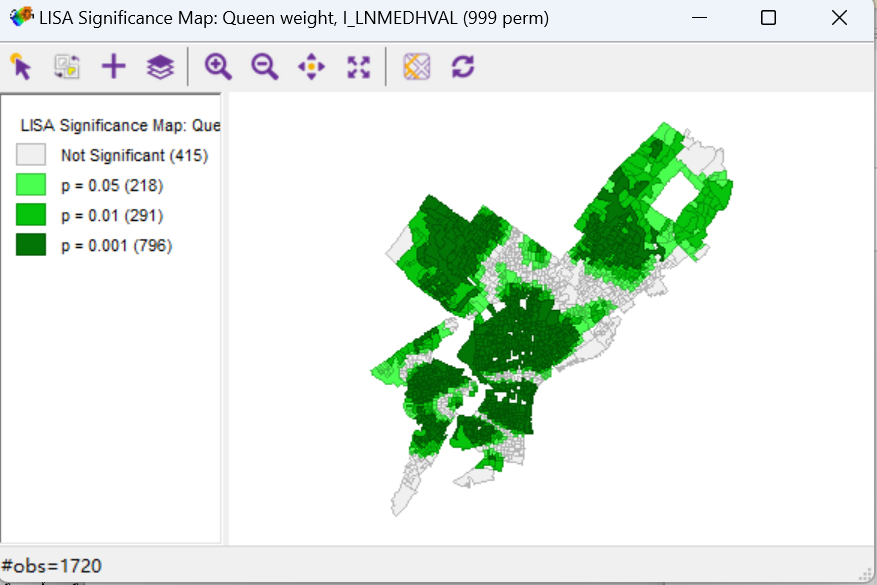 LISA Significance Map: Queen weight, I_LNMEDHVAL (999 perm)
LISA Significance Map: Que
Not Significant (415)
p = 0.05 (218)
p = 0.01 (291)
p = 0.001 (796)
#obs=1720